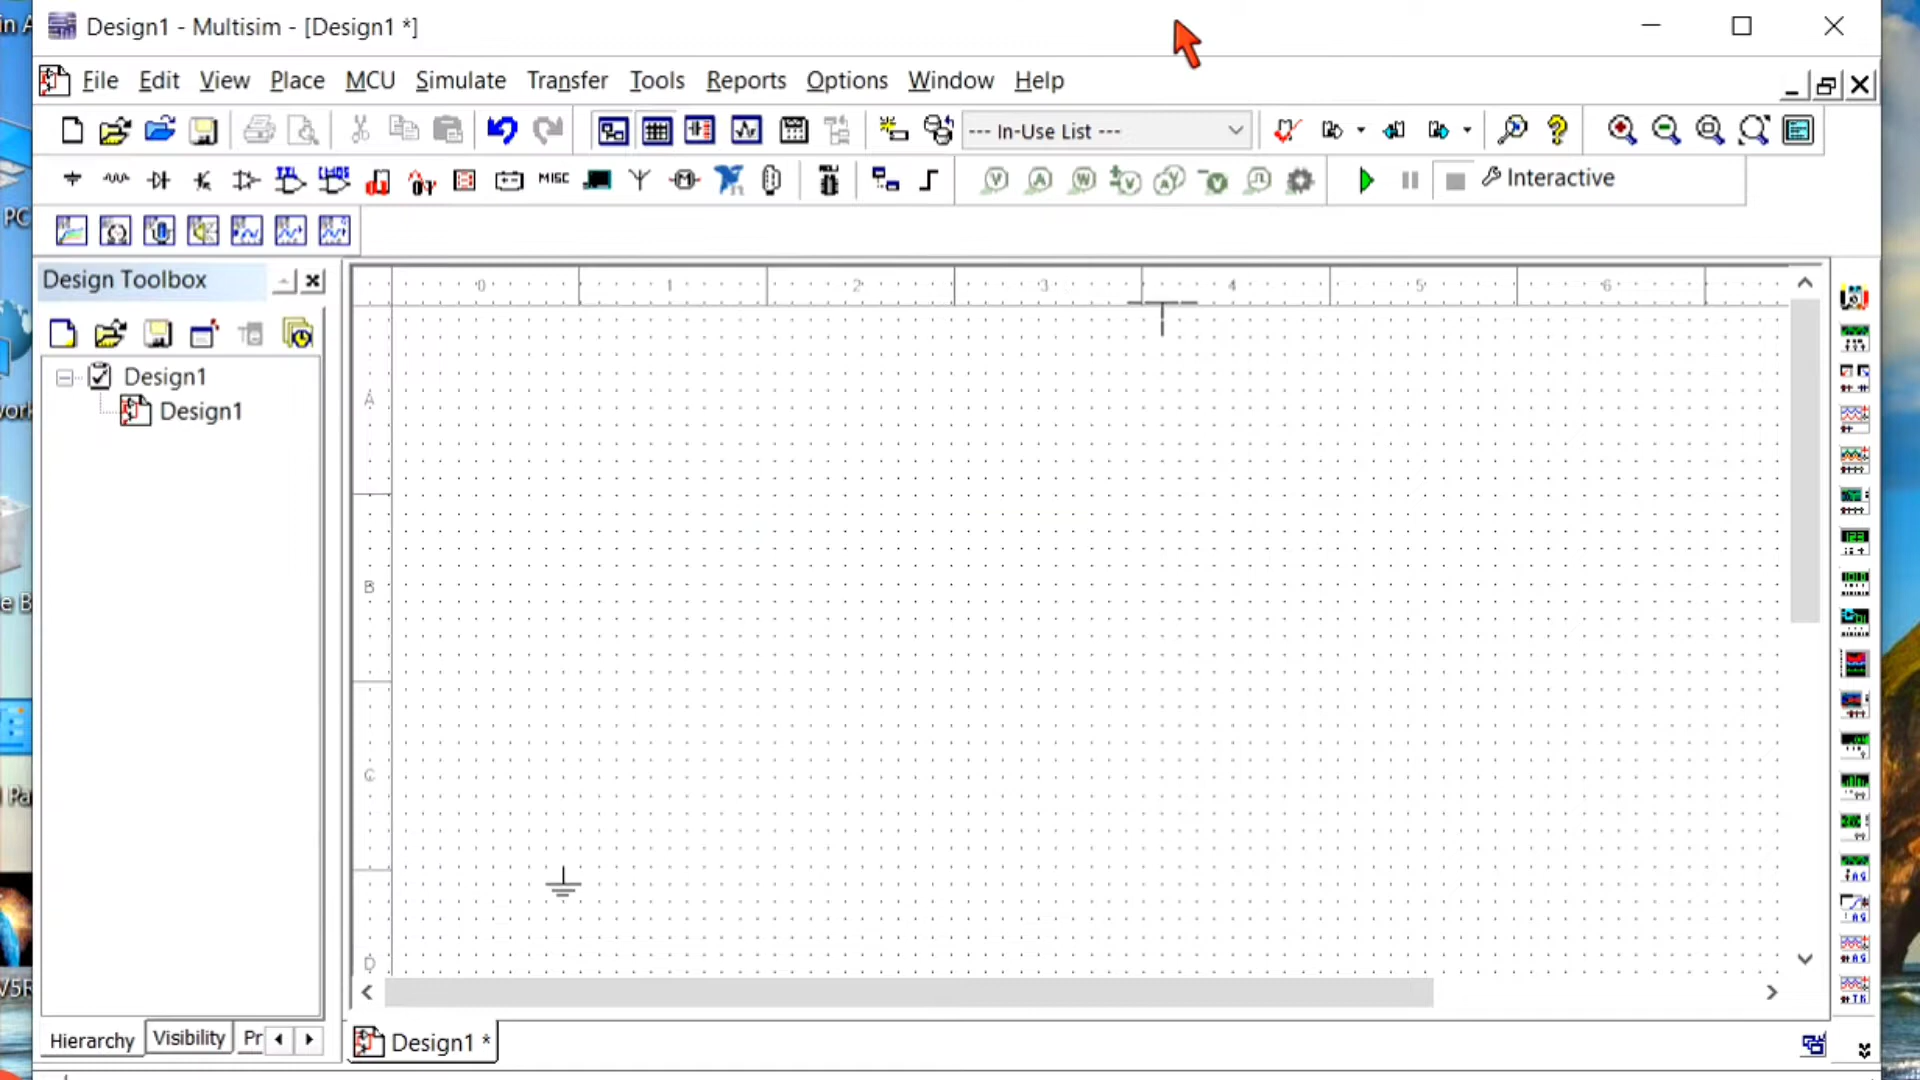 Design1 - Multisim - [Design1 *]
File Edit View Place MCU Simulate Transfer Tools Reports Options Window Help
--- In-Use List ---
MISC
Interactive
PC
Design Toolbox
0 1 2 3 4 5 6
Design1
Design1
A
B
C
D
Hierarchy Visibility Pr
Design1 *